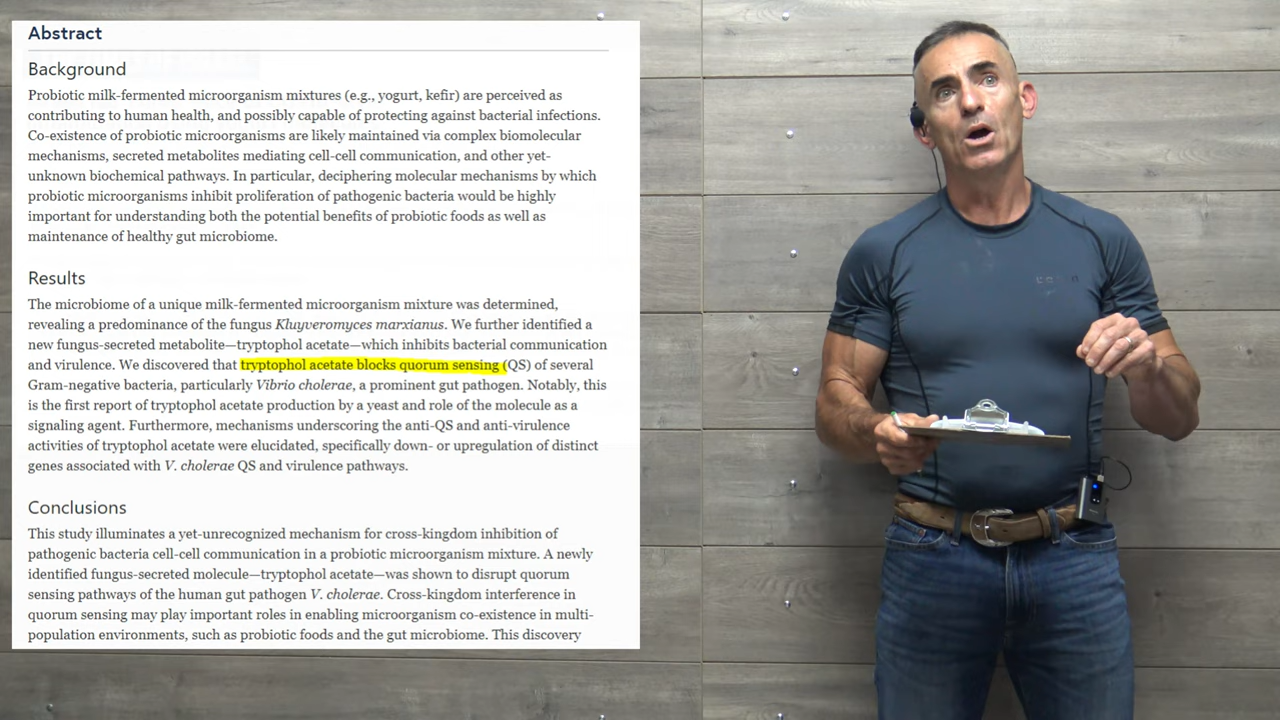 Abstract
Background
Probiotic milk-fermented microorganism mixtures (e.g., yogurt, kefir) are perceived as
contributing to human health, and possibly capable of protecting against bacterial infections.
Co-existence of probiotic microorganisms are likely maintained via complex biomolecular
mechanisms, secreted metabolites mediating cell-cell communication, and other yet-
unknown biochemical pathways. In particular, deciphering molecular mechanisms by which
probiotic microorganisms inhibit proliferation of pathogenic bacteria would be highly
important for understanding both the potential benefits of probiotic foods as well as
maintenance of healthy gut microbiome.
Results
The microbiome of a unique milk-fermented microorganism mixture was determined,
revealing a predominance of the fungus Kluyveromyces marxianus. We further identified a
new fungus-secreted metabolite—tryptophol acetate—which inhibits bacterial communication
and virulence. We discovered that tryptophol acetate blocks quorum sensing (QS) of several
Gram-negative bacteria, particularly Vibrio cholerae, a prominent gut pathogen. Notably, this
is the first report of tryptophol acetate production by a yeast and role of the molecule as a
signaling agent. Furthermore, mechanisms underscoring the anti-QS and anti-virulence
activities of tryptophol acetate were elucidated, specifically down- or upregulation of distinct
genes associated with V. cholerae QS and virulence pathways.
Conclusions
This study illuminates a yet-unrecognized mechanism for cross-kingdom inhibition of
pathogenic bacteria cell-cell communication in a probiotic microorganism mixture. A newly
identified fungus-secreted molecule—tryptophol acetate—was shown to disrupt quorum
sensing pathways of the human gut pathogen V. cholerae. Cross-kingdom interference in
quorum sensing may play important roles in enabling microorganism co-existence in multi-
population environments, such as probiotic foods and the gut microbiome. This discovery